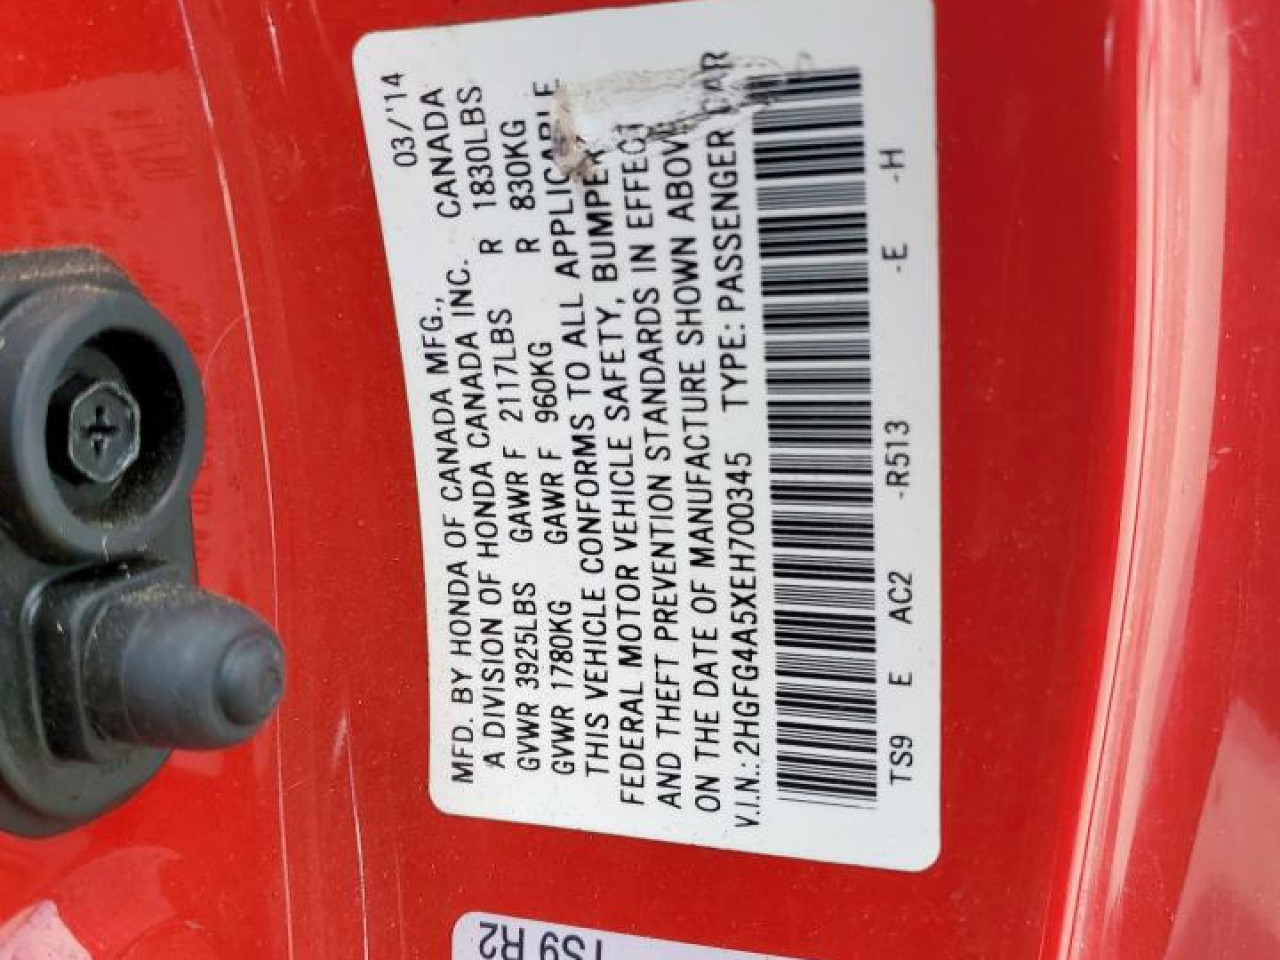 MFD. BY HONDA OF CANADA MFG., 03/'14
A DIVISION OF HONDA CANADA INC. CANADA
GVWR 3925LBS GAWR F 2117LBS R 1830LBS
GVWR 1780KG GAWR F 960KG R 830KG
THIS VEHICLE CONFORMS TO ALL APPLICABLE
FEDERAL MOTOR VEHICLE SAFETY, BUMPER
AND THEFT PREVENTION STANDARDS IN EFFECT
ON THE DATE OF MANUFACTURE SHOWN ABOVE
V.I.N.: 2HGFG4A5XEH700345 TYPE: PASSENGER CAR
TS9 E AC2 -R513 -E -H
TS9 R2